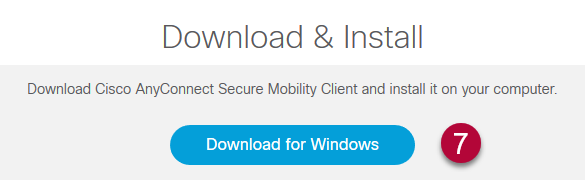 Download & Install
Download Cisco AnyConnect Secure Mobility Client and install it on your computer.
Download for Windows
7